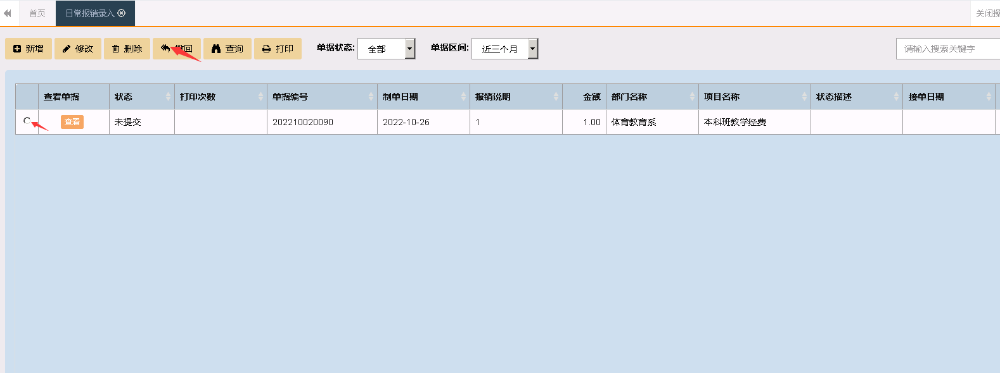 首页 日常报销录入 关闭操
新增 修改 删除 撤回 查询 打印 单据状态: 全部 单据区间: 近三个月 请输入搜索关键字
查看单据 状态 打印次数 单据编号 制单日期 报销说明 金额 部门名称 项目名称 状态描述 接单日期
查看 未提交 202210020090 2022-10-26 1 1.00 体育教育系 本科班教学经费